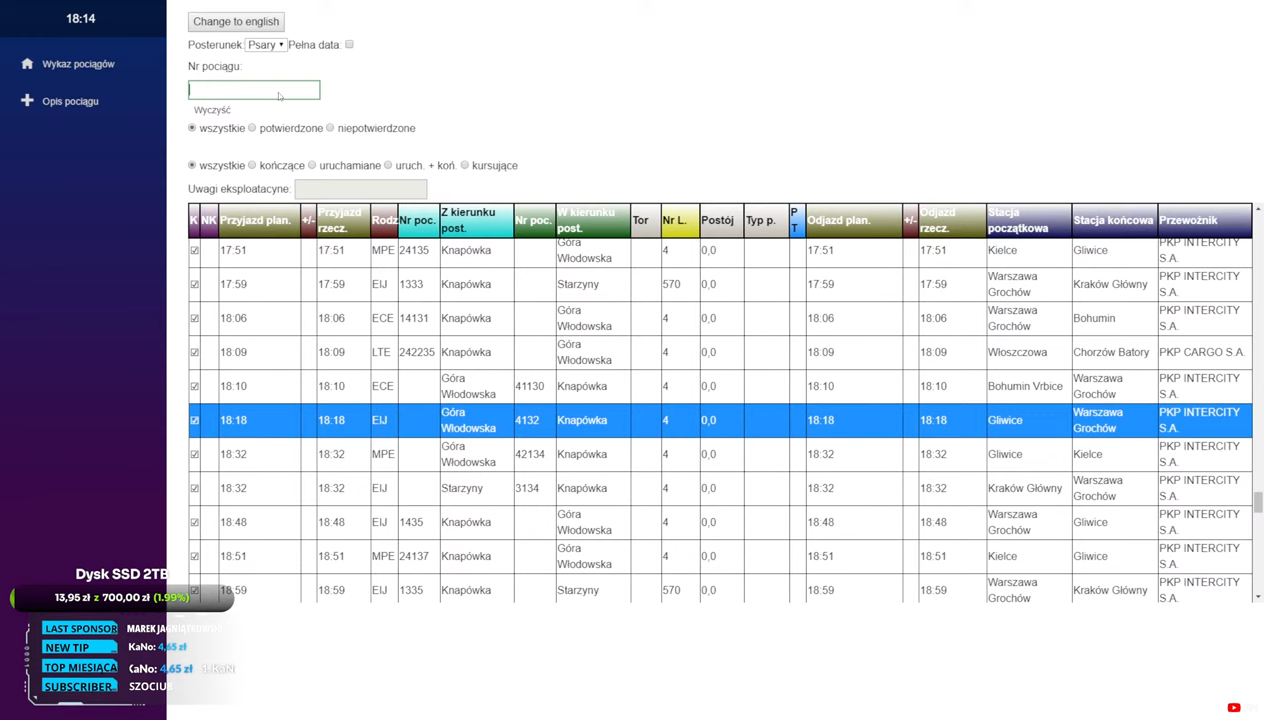 18:14
Wykaz pociągów
Opis pociągu
Change to english
Posterunek: Psary Pełna data:
Nr pociągu:
Wyczyść
wszystkie potwierdzone niepotwierdzone
wszystkie kończące uruchamiane uruch. + koń. kursujące
Uwagi eksploatacyjne:
K NK Przyjazd plan. +/- Przyjazd rzecz. Rodz Nr poc. Z kierunku post. Nr poc. W kierunku post. Tor Nr L. Postój Typ p. P T Odjazd plan. +/- Odjazd rzecz. Stacja początkowa Stacja końcowa Przewoźnik
17:51 17:51 MPE 24135 Knapówka Góra Włodowska 4 0,0 17:51 17:51 Kielce Gliwice PKP INTERCITY S.A.
17:59 17:59 EIJ 1333 Knapówka Starzyny 570 0,0 17:59 17:59 Warszawa Grochów Kraków Główny PKP INTERCITY S.A.
18:06 18:06 ECE 14131 Knapówka Góra Włodowska 4 0,0 18:06 18:06 Warszawa Grochów Bohumin PKP INTERCITY S.A.
18:09 18:09 LTE 242235 Knapówka Góra Włodowska 4 0,0 18:09 18:09 Włoszczowa Chorzów Batory PKP CARGO S.A.
18:10 18:10 ECE Góra Włodowska 41130 Knapówka 4 0,0 18:10 18:10 Bohumin Vrbice Warszawa Grochów PKP INTERCITY S.A.
18:18 18:18 EIJ Góra Włodowska 4132 Knapówka 4 0,0 18:18 18:18 Gliwice Warszawa Grochów PKP INTERCITY S.A.
18:32 18:32 MPE Góra Włodowska 42134 Knapówka 4 0,0 18:32 18:32 Gliwice Kielce PKP INTERCITY S.A.
18:32 18:32 EIJ Starzyny 3134 Knapówka 4 0,0 18:32 18:32 Kraków Główny Warszawa Grochów PKP INTERCITY S.A.
18:48 18:48 EIJ 1435 Knapówka Góra Włodowska 4 0,0 18:48 18:48 Warszawa Grochów Gliwice PKP INTERCITY S.A.
18:51 18:51 MPE 24137 Knapówka Góra Włodowska 4 0,0 18:51 18:51 Kielce Gliwice PKP INTERCITY S.A.
18:59 18:59 EIJ 1335 Knapówka Starzyny 570 0,0 18:59 18:59 Warszawa Grochów Kraków Główny PKP INTERCITY S.A.
Dysk SSD 2TB
13,95 zł z 700,00 zł (1.99%)
LAST SPONSOR MAREK
NEW TIP KaNo: 4.65 zł
TOP MIESIĄCA KaNo: 4.65 zł
SUBSCRIBER SZOCIUB